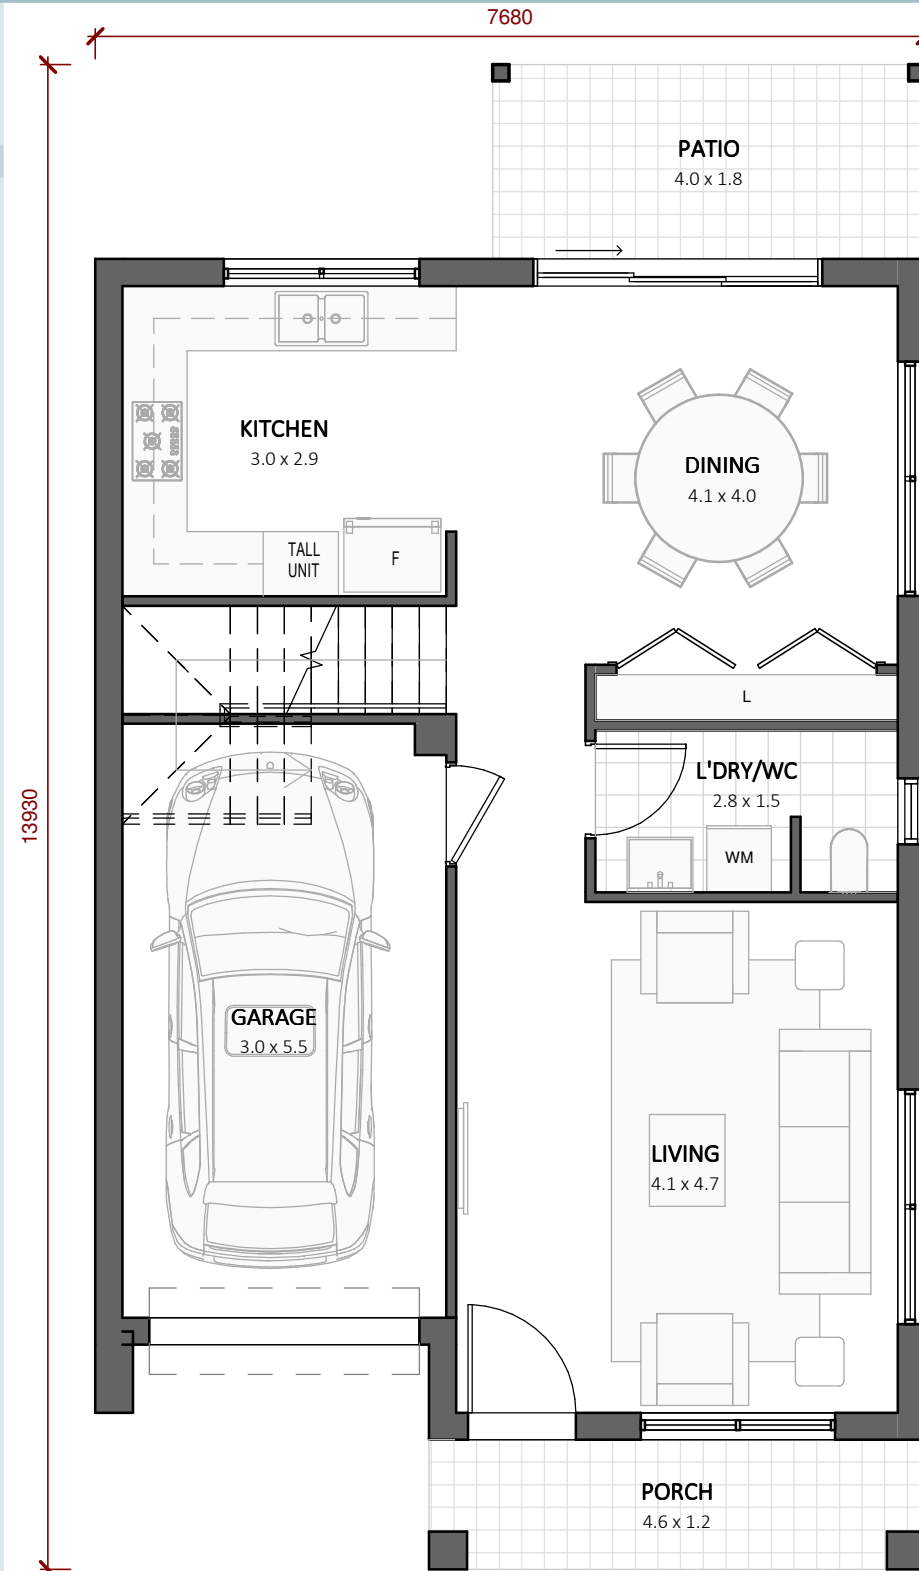 7680
PATIO
4.0 x 1.8
KITCHEN
3.0 x 2.9
DINING
4.1 x 4.0
TALL
UNIT
F
L
L'DRY/WC
2.8 x 1.5
WM
13930
GARAGE
3.0 x 5.5
LIVING
4.1 x 4.7
PORCH
4.6 x 1.2